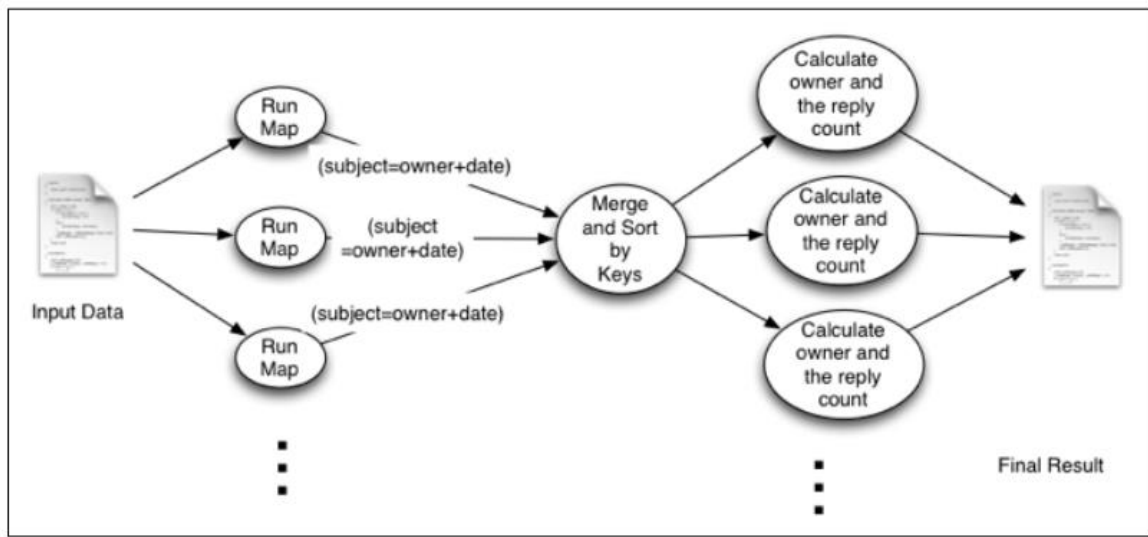 Run
Map
(subject=owner+date)
Run
Map
(subject
=owner+date)
(subject=owner+date)
Run
Map
Input Data
Merge
and Sort
by
Keys
Calculate
owner and
the reply
count
Calculate
owner and
the reply
count
Calculate
owner and
the reply
count
Final Result